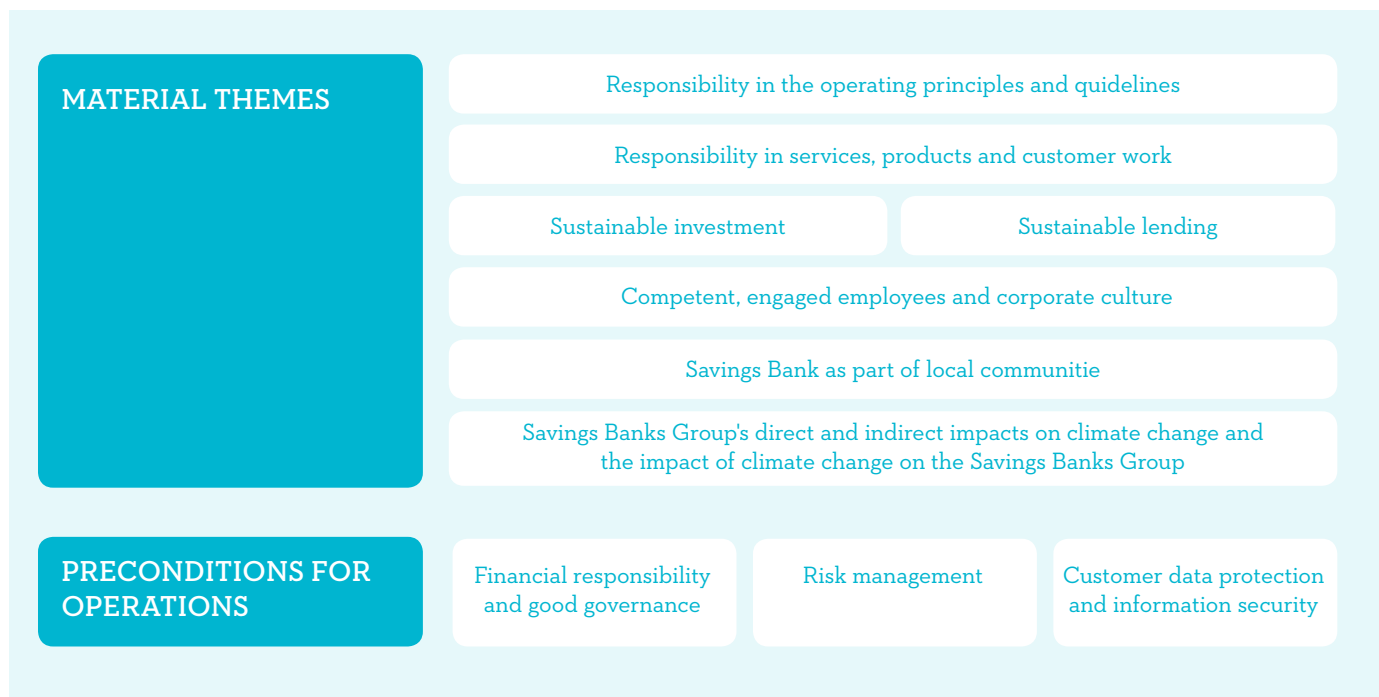 MATERIAL THEMES
Responsibility in the operating principles and quidelines
Responsibility in services, products and customer work
Sustainable investment
Sustainable lending
Competent, engaged employees and corporate culture
Savings Bank as part of local communitie
Savings Banks Group's direct and indirect impacts on climate change and
the impact of climate change on the Savings Banks Group
PRECONDITIONS FOR
OPERATIONS
Financial responsibility
and good governance
Risk management
Customer data protection
and information security